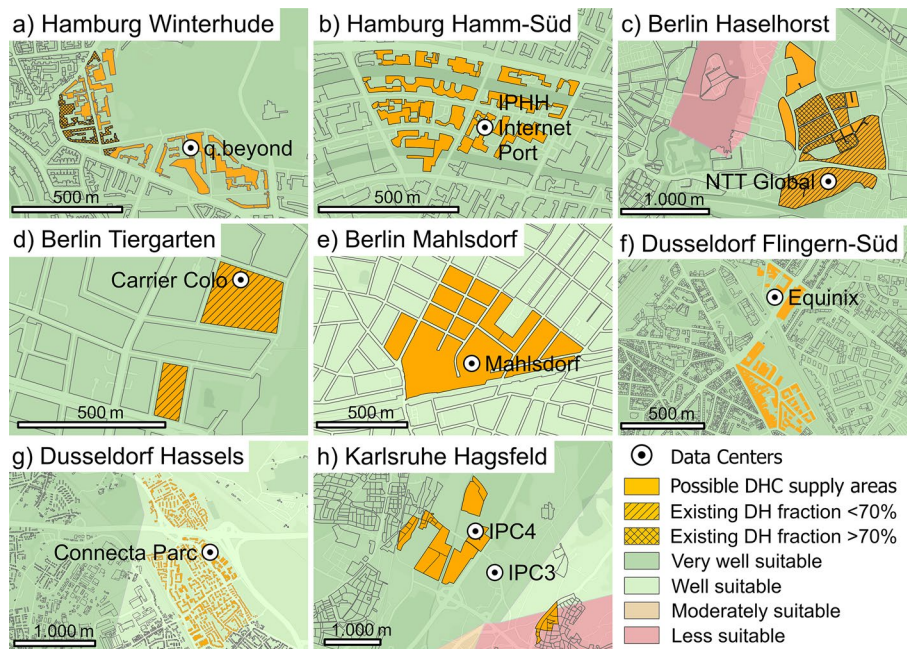 a) Hamburg Winterhude
q.beyond
500 m
b) Hamburg Hamm-Süd
IPHH
Internet
Port
500 m
c) Berlin Haselhorst
NTT Global
1.000 m
d) Berlin Tiergarten
Carrier Colo
500 m
e) Berlin Mahlsdorf
Mahlsdorf
500 m
f) Dusseldorf Flingern-Süd
Equinix
500 m
g) Dusseldorf Hassels
Connecta Parc
1.000 m
h) Karlsruhe Hagsfeld
IPC4
IPC3
1.000 m
Data Centers
Possible DHC supply areas
Existing DH fraction <70%
Existing DH fraction >70%
Very well suitable
Well suitable
Moderately suitable
Less suitable